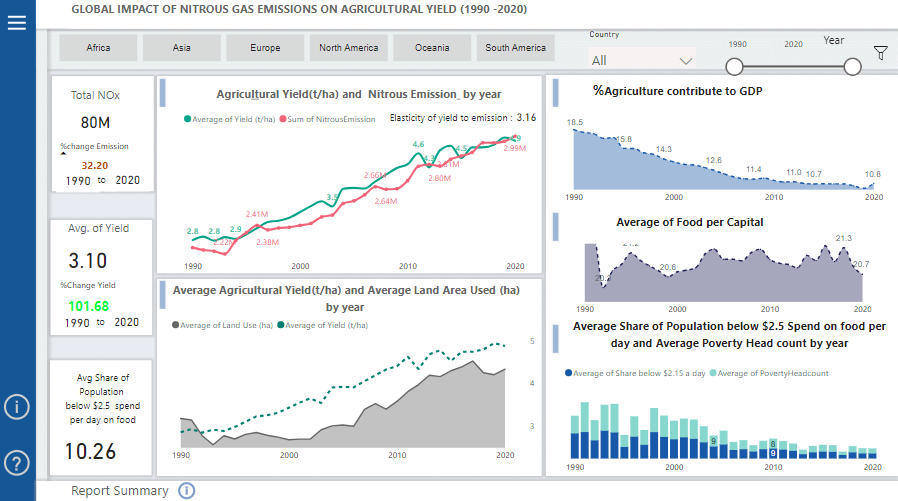 GLOBAL IMPACT OF NITROUS GAS EMISSIONS ON AGRICULTURAL YIELD (1990 -2020)
Africa
Asia
Europe
North America
Oceania
South America
Country
All
1990
2020
Year
Total NOx
80M
%change Emission
32.20
1990 to 2020
Avg. of Yield
3.10
%Change Yield
101.68
1990 to 2020
Avg Share of
Population
below $2.5 spend
per day on food
10.26
Agricultural Yield(t/ha) and Nitrous Emission_ by year
Average of Yield (t/ha) Sum of NitrousEmission
Elasticity of yield to emission : 3.16
2.8 2.8 2.9
2.41M
2.38M
2.66M
2.64M
4.6
2.80M
4.5
2.99M
1990 2000 2010 2020
Average Agricultural Yield(t/ha) and Average Land Area Used (ha)
by year
Average of Land Use (ha) Average of Yield (t/ha)
5
4
3
1990 2000 2010 2020
%Agriculture contribute to GDP
18.5
15.8
14.3
12.6
11.4
11.0
10.7
10.8
1990 2000 2010 2020
Average of Food per Capital
20.6
21.3
20.7
1990 2000 2010 2020
Average Share of Population below $2.5 Spend on food per
day and Average Poverty Head count by year
Average of Share below $2.15 a day Average of PovertyHeadcount
9
8
9
1990 2000 2010 2020
Report Summary